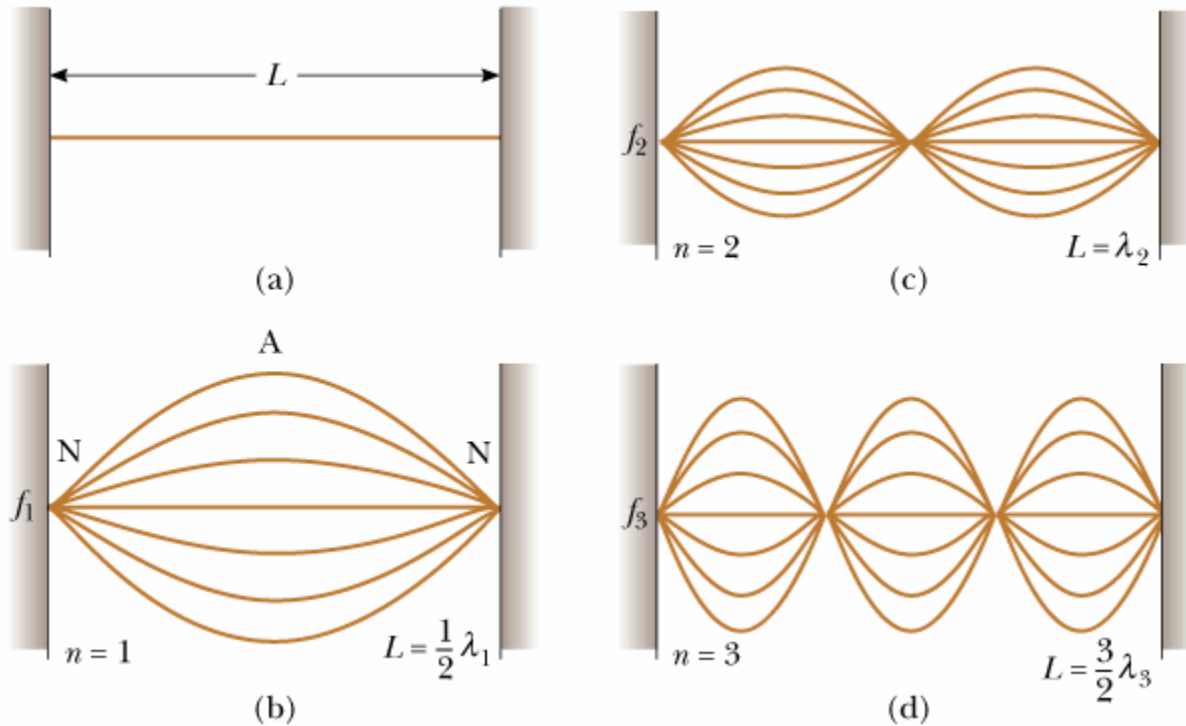 L
(a)
A
N
N
f₁
n = 1
L = 1/2 λ₁
(b)
f₂
n = 2
L = λ₂
(c)
f₃
n = 3
L = 3/2 λ₃
(d)